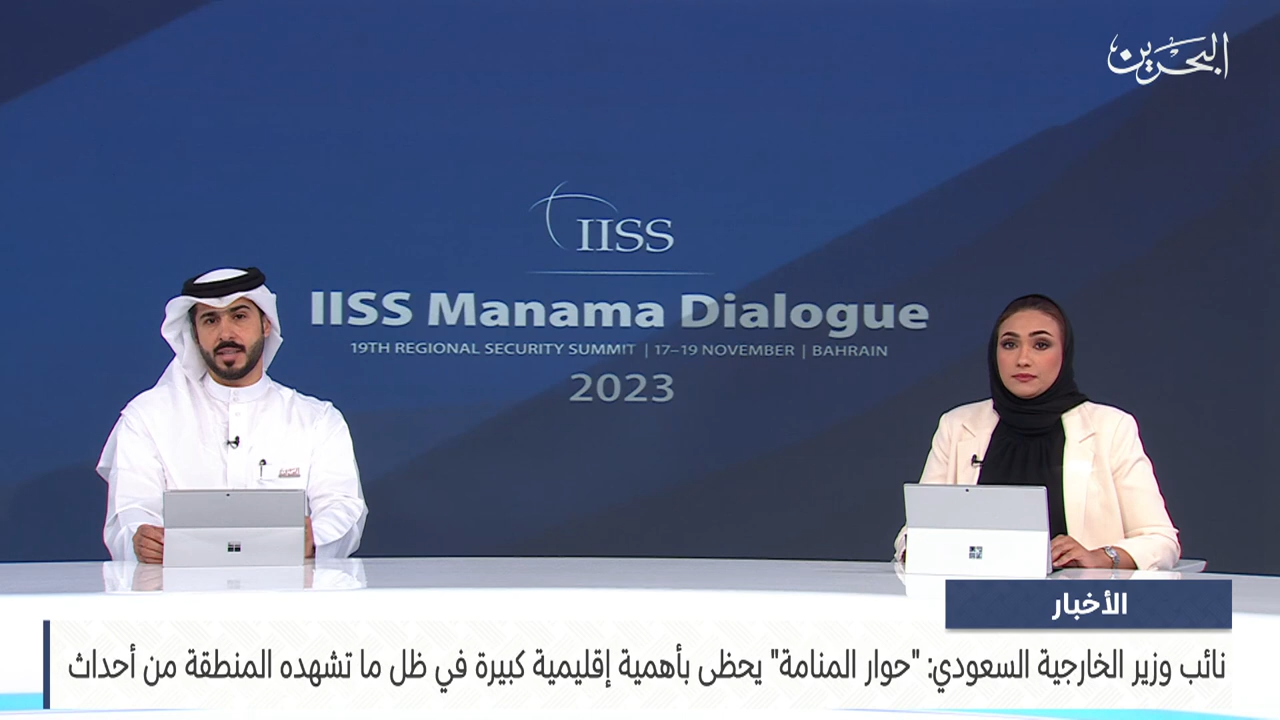 البحرين
IISS
IISS Manama Dialogue
19TH REGIONAL SECURITY SUMMIT | 17–19 NOVEMBER | BAHRAIN
2023
الأخبار
نائب وزير الخارجية السعودي: "حوار المنامة" يحظى بأهمية إقليمية كبيرة في ظل ما تشهده المنطقة من أحداث